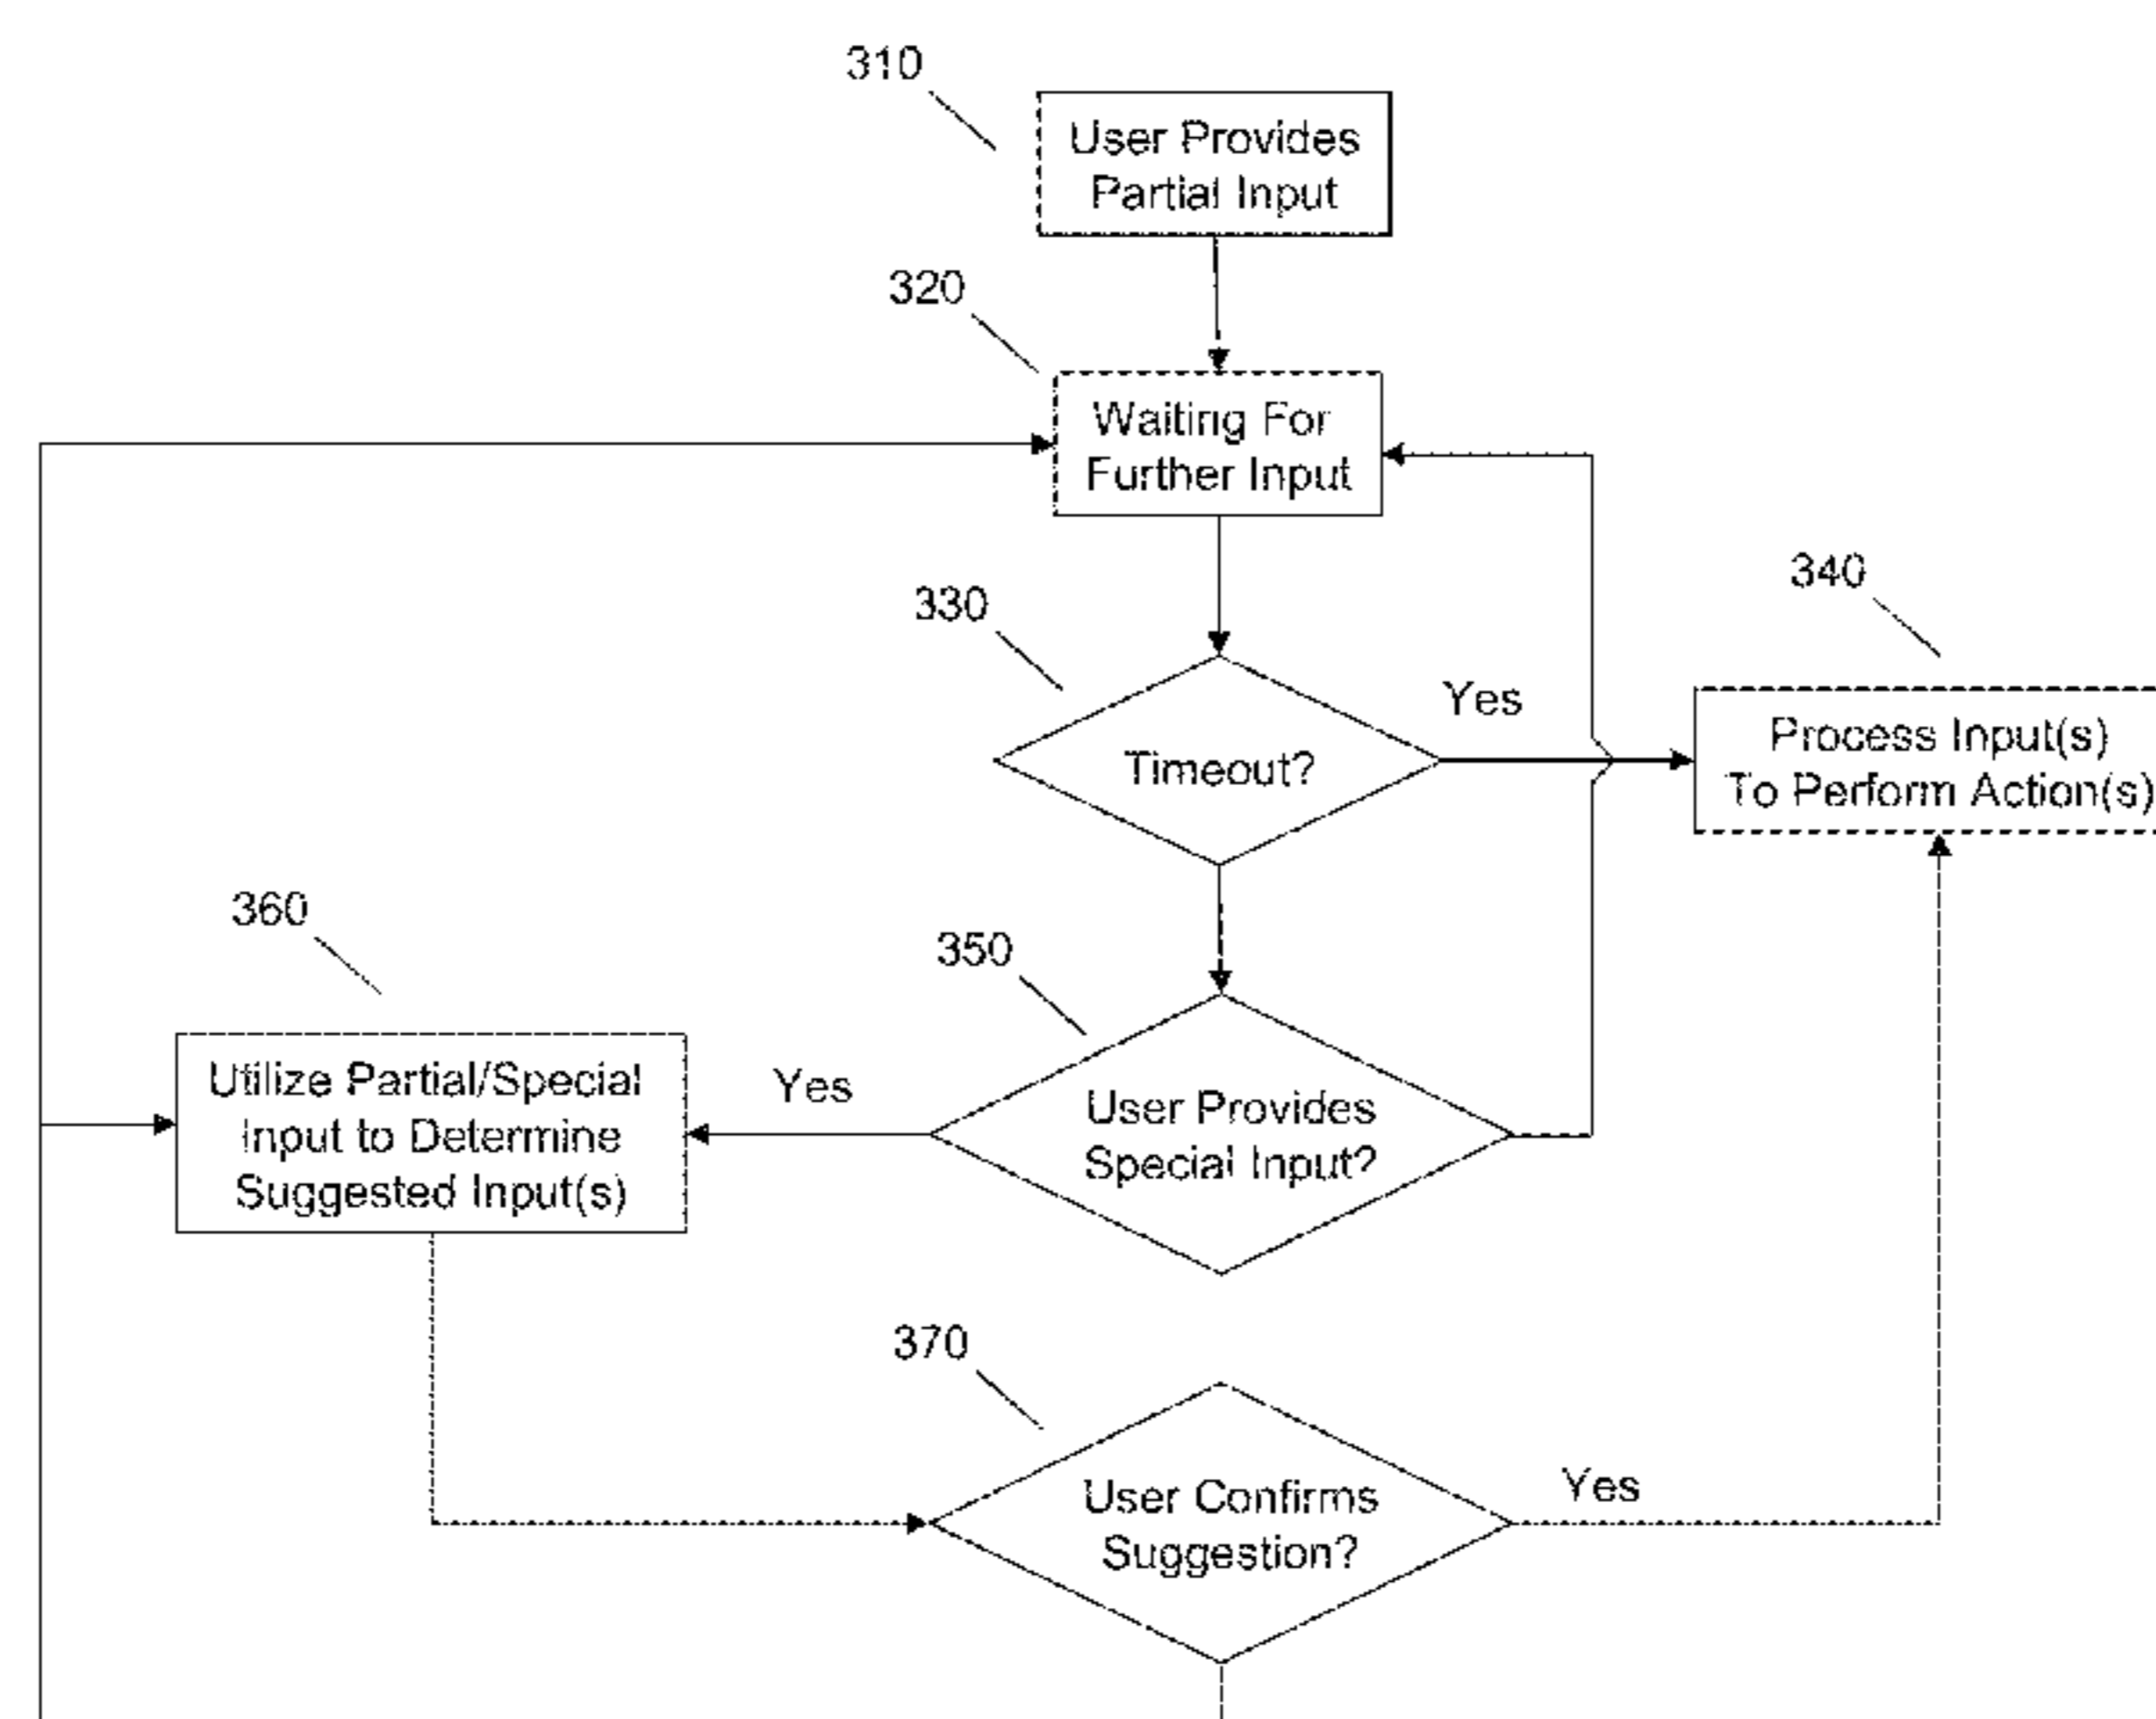 310
User Provides
Partial Input
320
Waiting For
Further Input
330
Timeout?
Yes
340
Process Input(s)
To Perform Action(s)
360
Utilize Partial/Special
Input to Determine
Suggested Input(s)
Yes
350
User Provides
Special Input?
370
User Confirms
Suggestion?
Yes